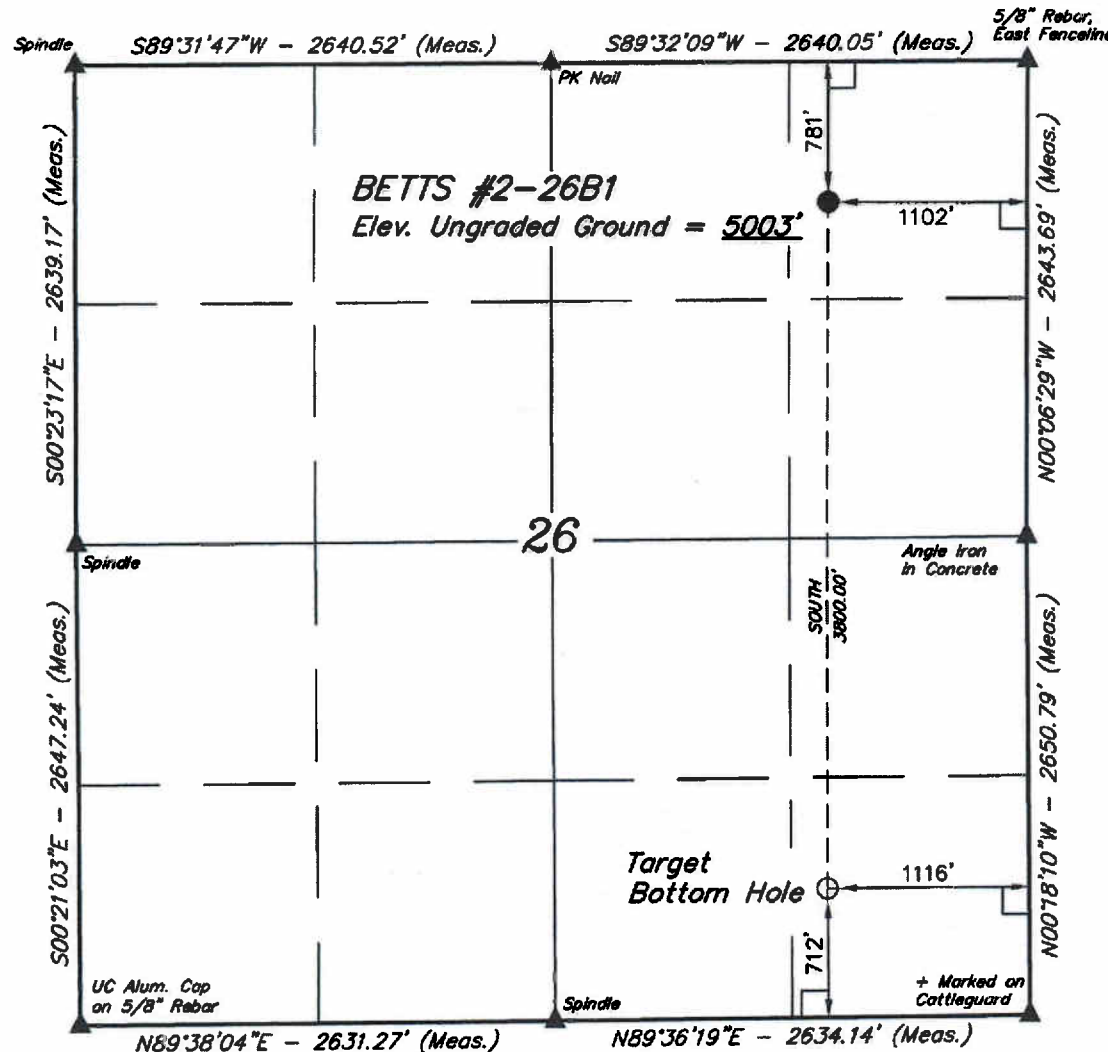 Spindle
S89°31'47"W - 2640.52' (Meas.)
S89°32'09"W - 2640.05' (Meas.)
5/8" Rebar,
East Fenceline
PK Nail
781'
BETTS #2-26B1
Elev. Ungraded Ground = 5003'
1102'
S00°23'17"E - 2639.17' (Meas.)
N00°06'29"W - 2643.69' (Meas.)
26
Spindle
Angle Iron
in Concrete
SOUTH
3800.00'
S00°21'03"E - 2647.24' (Meas.)
N00°18'10"W - 2650.79' (Meas.)
Target
Bottom Hole
1116'
712'
UC Alum. Cap
on 5/8" Rebar
Spindle
+ Marked on
Cattleguard
N89°38'04"E - 2631.27' (Meas.)
N89°36'19"E - 2634.14' (Meas.)